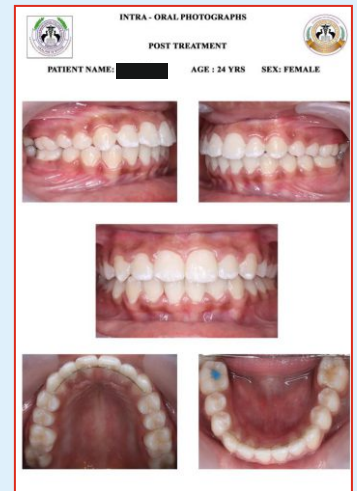 INTRA - ORAL PHOTOGRAPHS
POST TREATMENT
PATIENT NAME: AGE : 24 YRS SEX: FEMALE